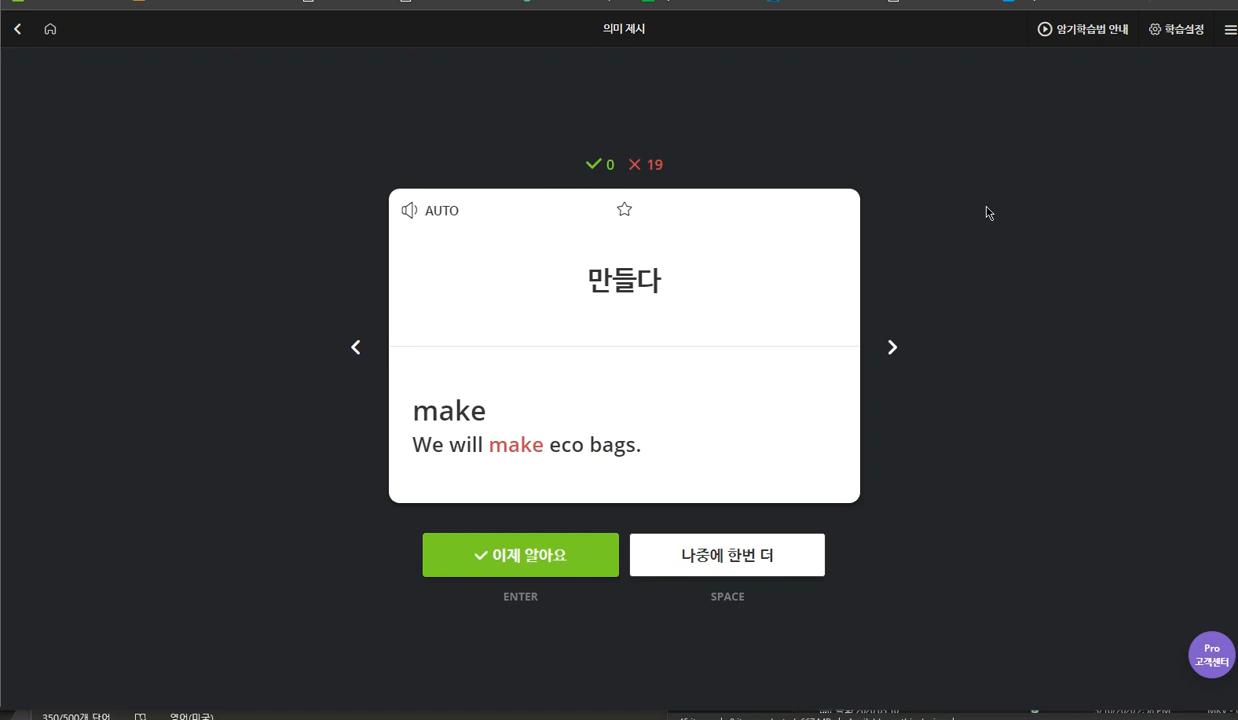 의미 제시
암기학습법 안내
학습설정
0
19
AUTO
만들다
make
We will make eco bags.
이제 알아요
나중에 한번 더
ENTER
SPACE
Pro
고객센터
350/500개 단어
영어(미국)